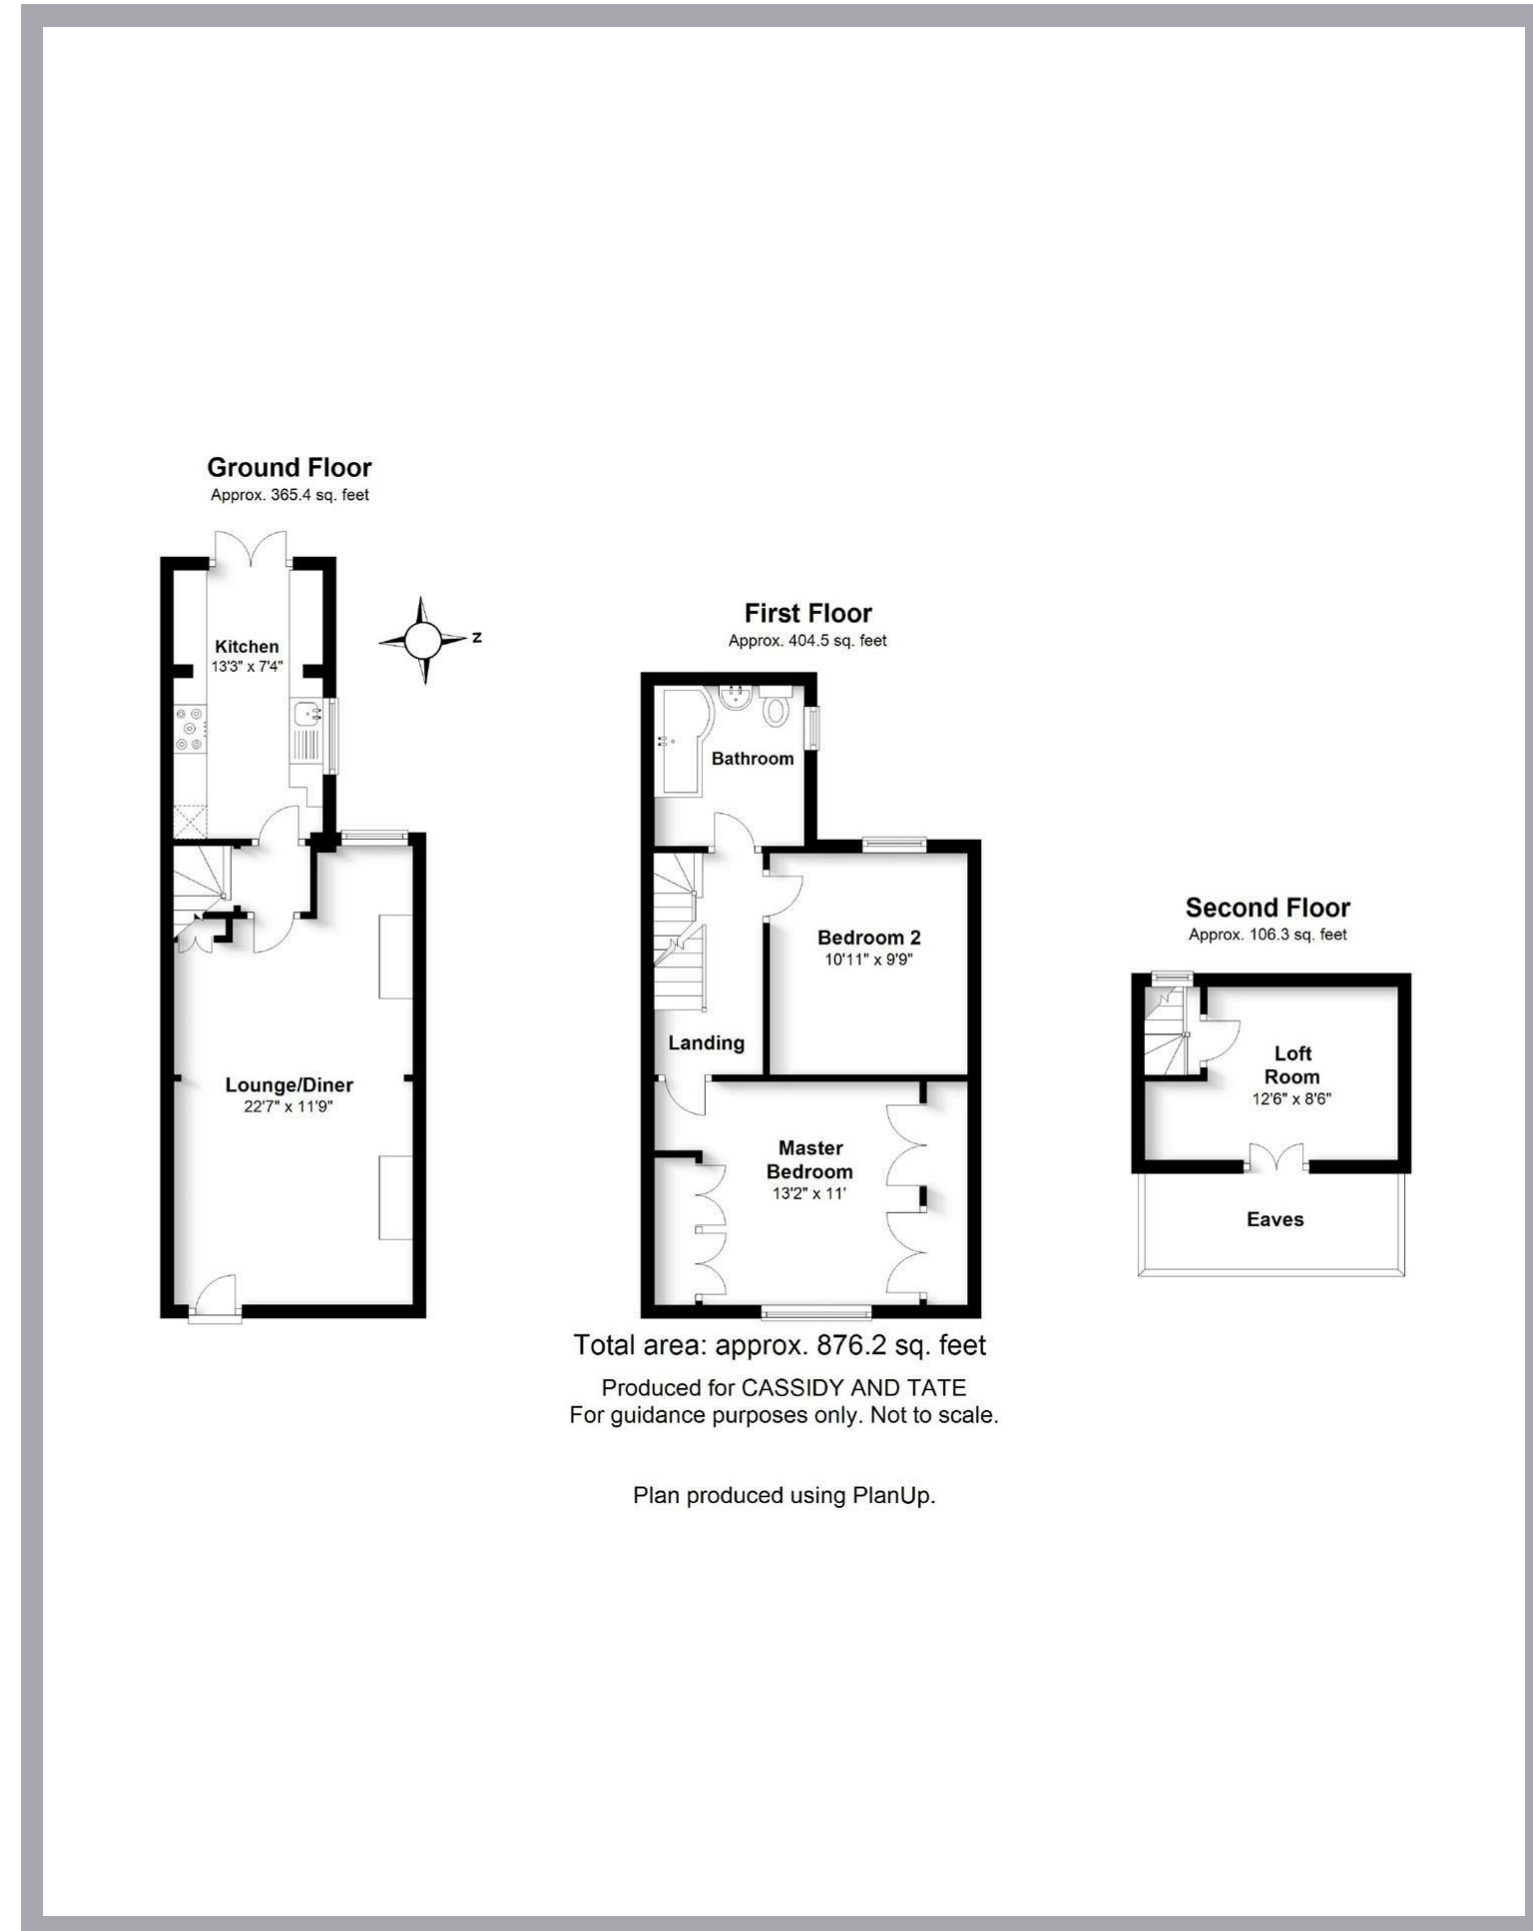 Ground Floor
Approx. 365.4 sq. feet
Kitchen
13'3" x 7'4"
Lounge/Diner
22'7" x 11'9"
N
First Floor
Approx. 404.5 sq. feet
Bathroom
Bedroom 2
10'11" x 9'9"
Landing
Master
Bedroom
13'2" x 11'
Second Floor
Approx. 106.3 sq. feet
Loft
Room
12'6" x 8'6"
Eaves
Total area: approx. 876.2 sq. feet
Produced for CASSIDY AND TATE
For guidance purposes only. Not to scale.
Plan produced using PlanUp.